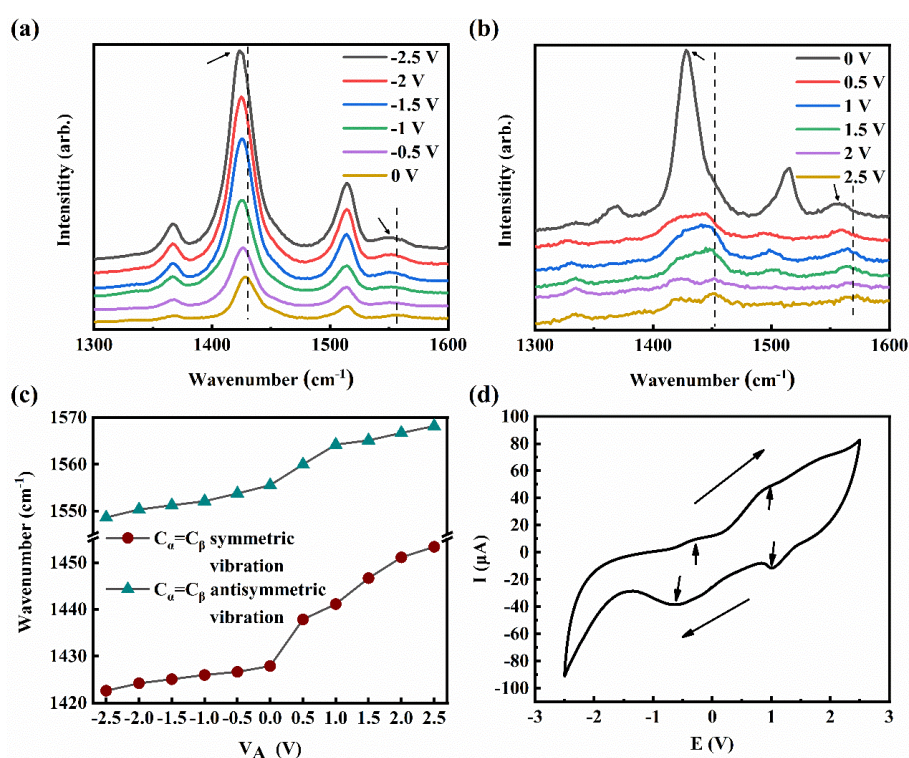 (a)
-2.5 V
-2 V
-1.5 V
-1 V
-0.5 V
0 V
Intensitity (arb.)
1300 1400 1500 1600
Wavenumber (cm-1)
(b)
0 V
0.5 V
1 V
1.5 V
2 V
2.5 V
Intensitity (arb.)
1300 1400 1500 1600
Wavenumber (cm-1)
(c)
1570
1560
1550
1450
1440
1430
1420
Wavenumber (cm-1)
Cα=Cβ symmetric
vibration
Cα=Cβ antisymmetric
vibration
-2.5 -2.0 -1.5 -1.0 -0.5 0.0 0.5 1.0 1.5 2.0 2.5
VA (V)
(d)
100
80
60
40
20
0
-20
-40
-60
-80
-100
I (μA)
-3 -2 -1 0 1 2 3
E (V)